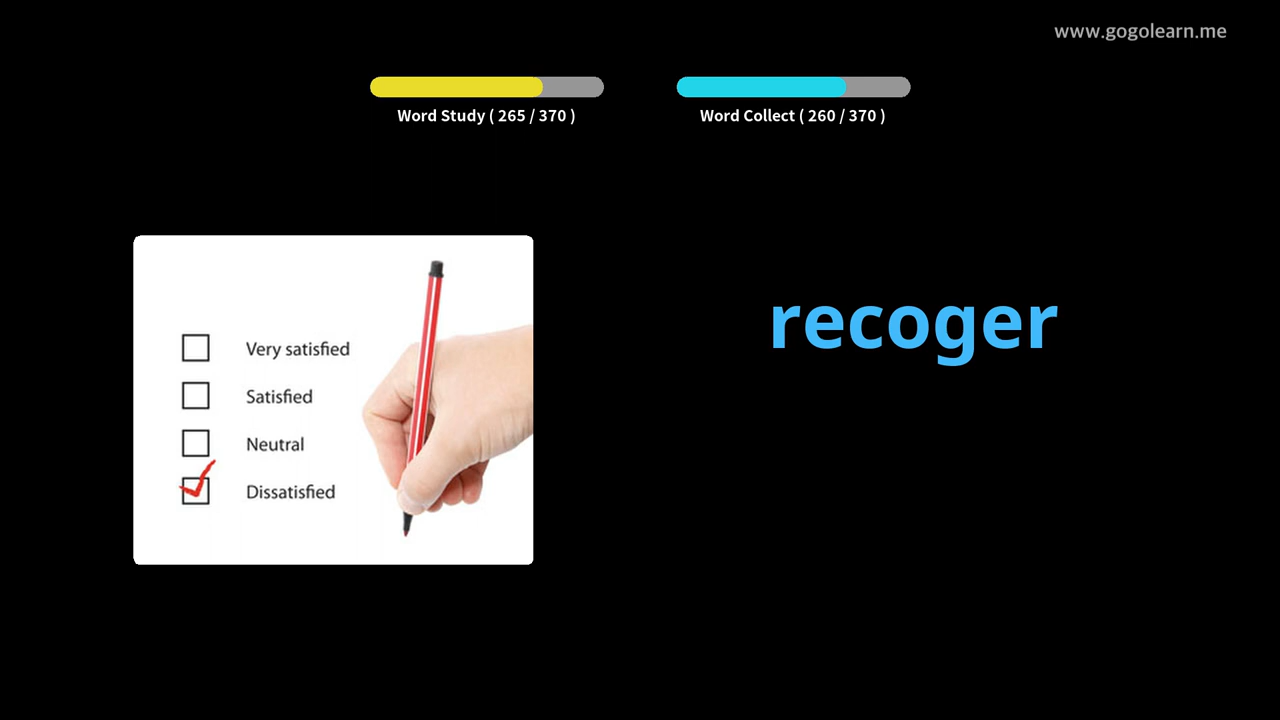 www.gogolearn.me
Word Study ( 265 / 370 )
Word Collect ( 260 / 370 )
recoger
Very satisfied
Satisfied
Neutral
Dissatisfied